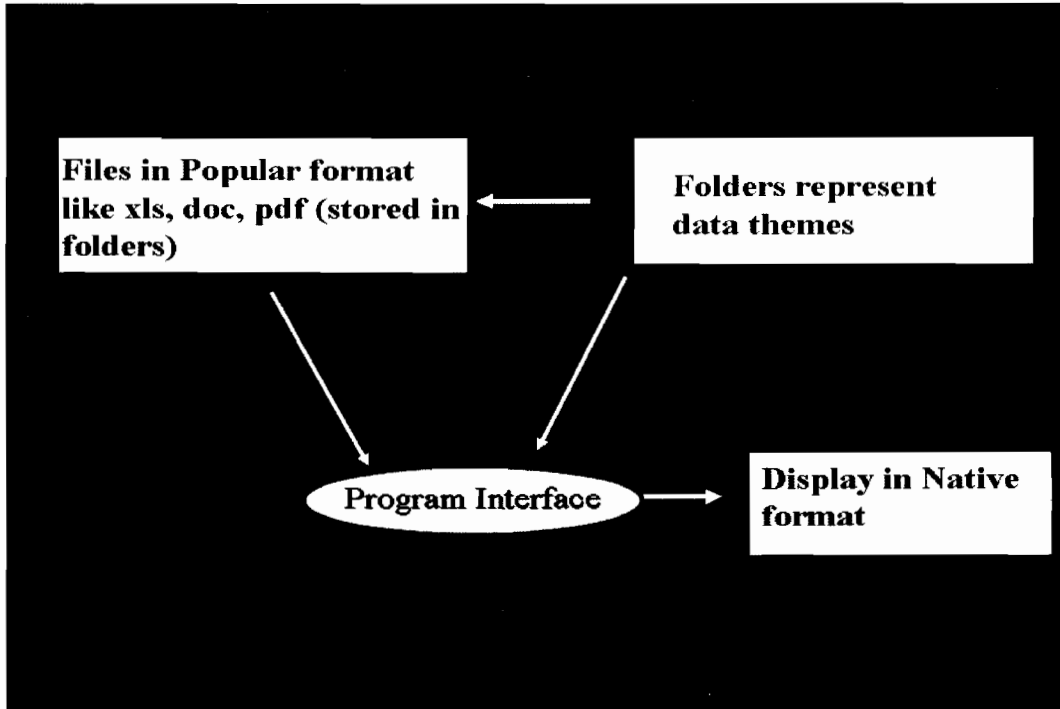 Files in Popular format
like xls, doc, pdf (stored in
folders)
Folders represent
data themes
Program Interface
Display in Native
format